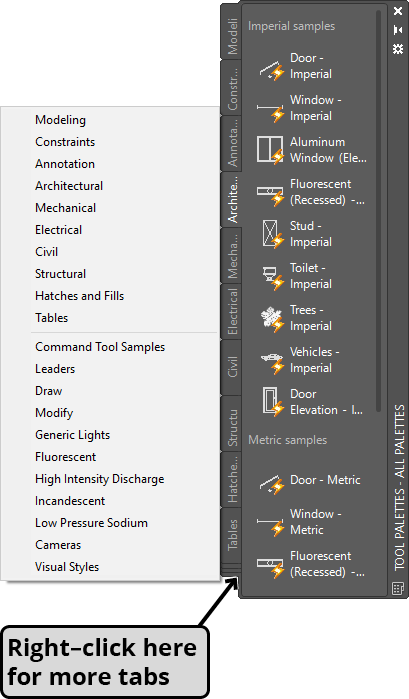 Modeling
Constraints
Annotation
Architectural
Mechanical
Electrical
Civil
Structural
Hatches and Fills
Tables
Command Tool Samples
Leaders
Draw
Modify
Generic Lights
Fluorescent
High Intensity Discharge
Incandescent
Low Pressure Sodium
Cameras
Visual Styles
Modeli
Constr...
Annota...
Archite...
Mecha...
Electrical
Civil
Structu
Hatche...
Tables
Imperial samples
Door -
Imperial
Window -
Imperial
Aluminum
Window (Ele...
Fluorescent
(Recessed) -...
Stud -
Imperial
Toilet -
Imperial
Trees -
Imperial
Vehicles -
Imperial
Door
Elevation - I...
Metric samples
Door - Metric
Window -
Metric
Fluorescent
(Recessed) -...
TOOL PALETTES - ALL PALETTES
Right–click here
for more tabs